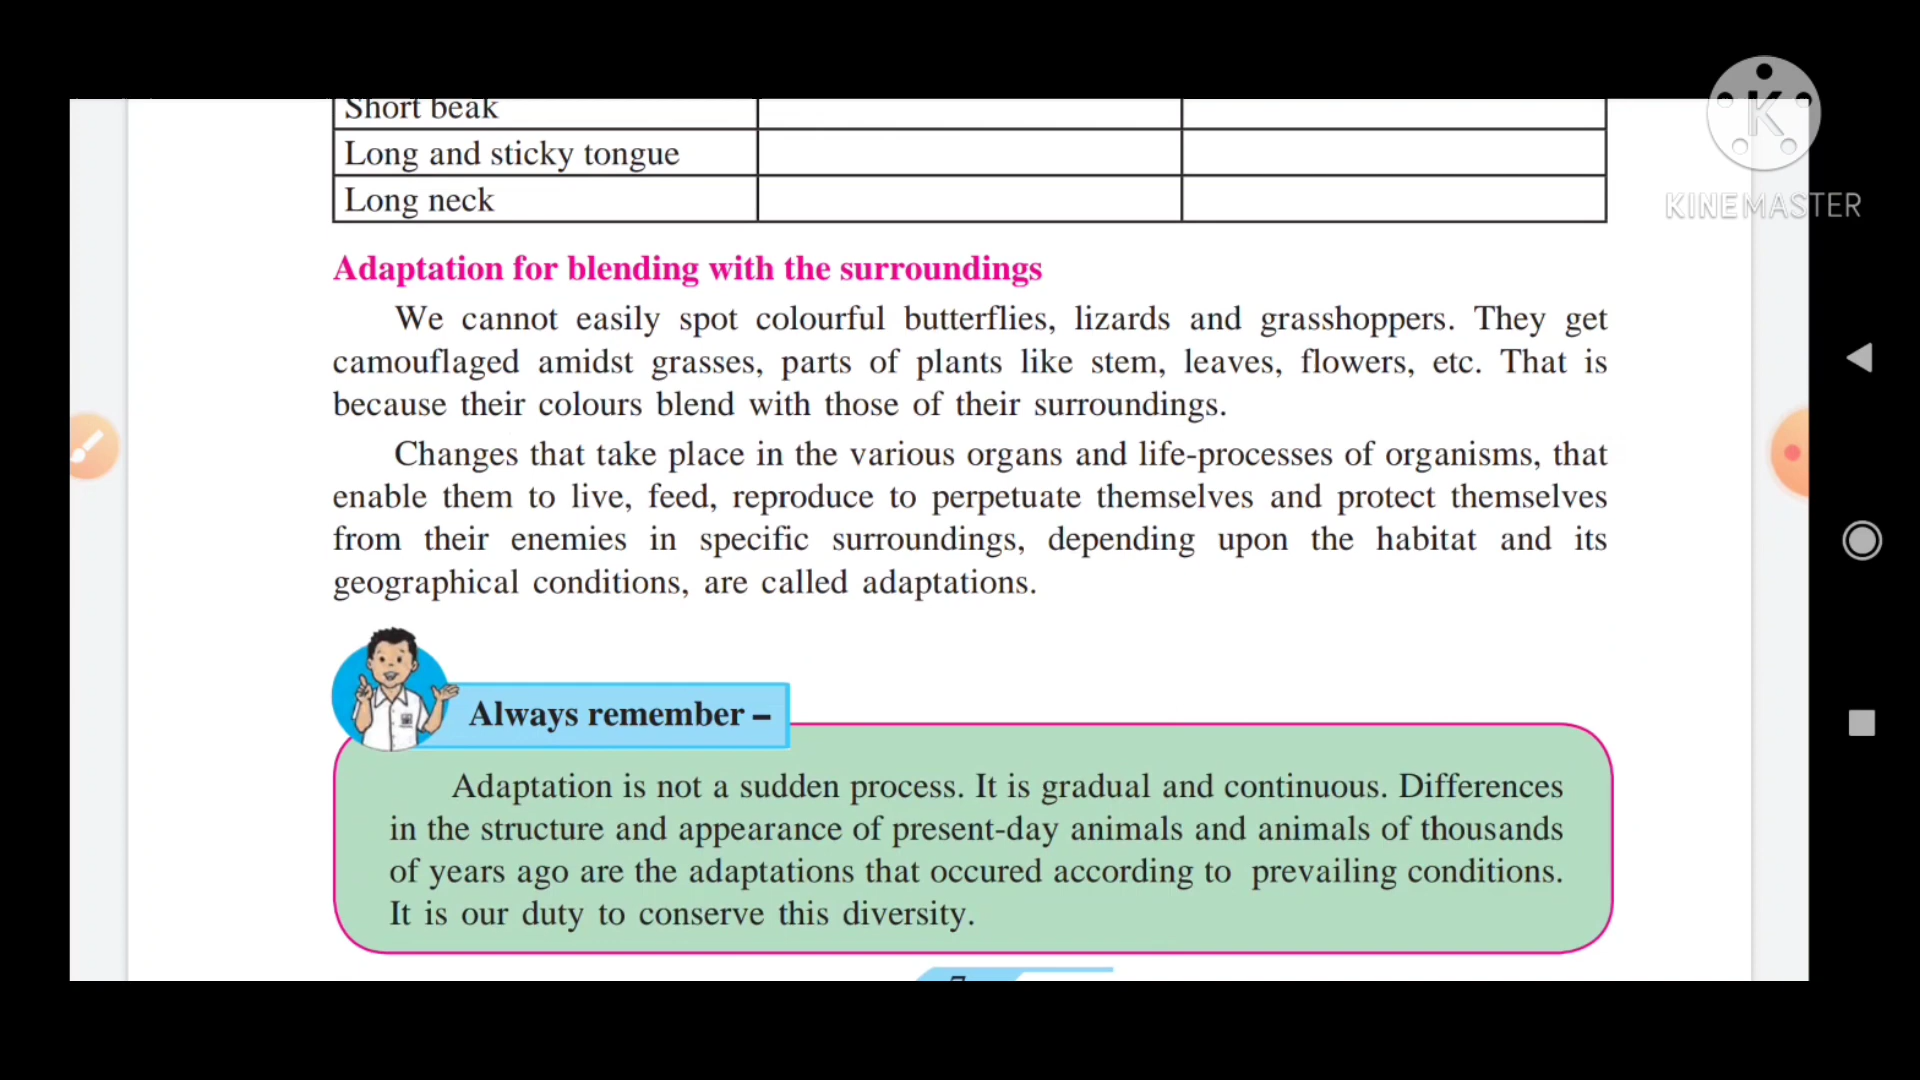 Short beak
Long and sticky tongue
Long neck
K
KINEMASTER
Adaptation for blending with the surroundings
We cannot easily spot colourful butterflies, lizards and grasshoppers. They get
camouflaged amidst grasses, parts of plants like stem, leaves, flowers, etc. That is
because their colours blend with those of their surroundings.
Changes that take place in the various organs and life-processes of organisms, that
enable them to live, feed, reproduce to perpetuate themselves and protect themselves
from their enemies in specific surroundings, depending upon the habitat and its
geographical conditions, are called adaptations.
Always remember –
Adaptation is not a sudden process. It is gradual and continuous. Differences
in the structure and appearance of present-day animals and animals of thousands
of years ago are the adaptations that occured according to prevailing conditions.
It is our duty to conserve this diversity.